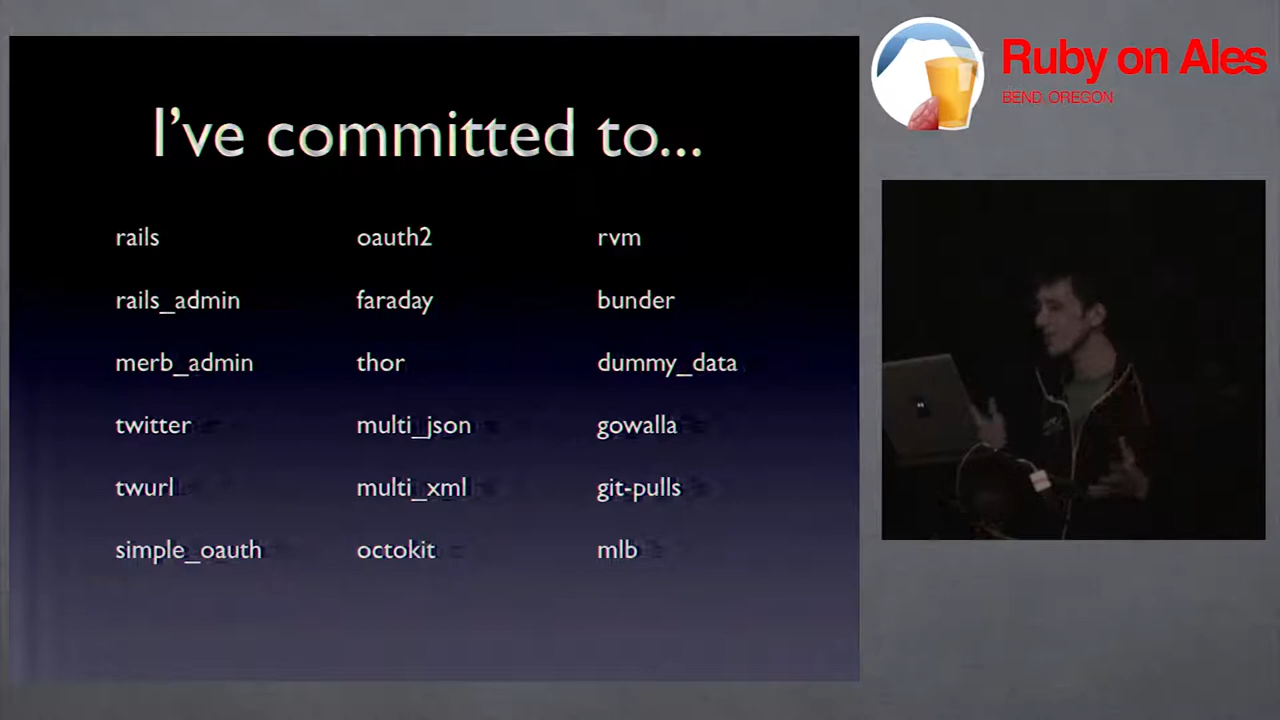 I've committed to...
rails
oauth2
rvm
rails_admin
faraday
bunder
merb_admin
thor
dummy_data
twitter
multi_json
gowalla
twurl
multi_xml
git-pulls
simple_oauth
octokit
mlb
Ruby on Ales
BEND OREGON